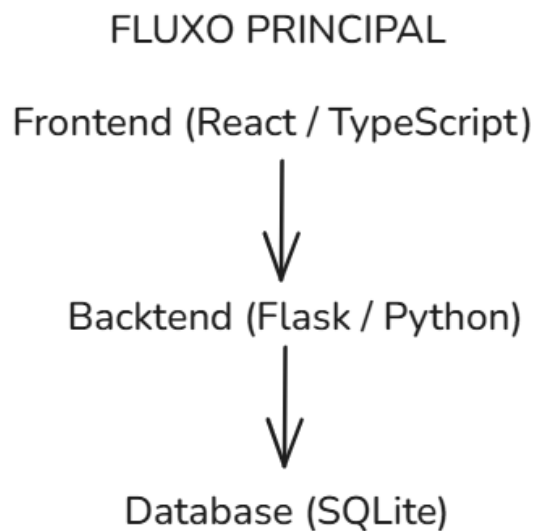 FLUXO PRINCIPAL
Frontend (React / TypeScript)
Backtend (Flask / Python)
Database (SQLite)